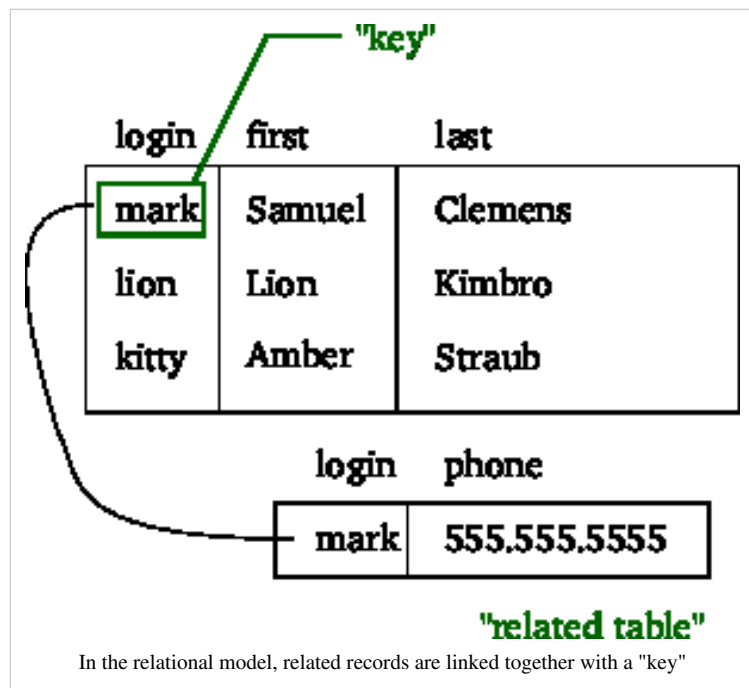 "key"
login first last
mark Samuel Clemens
lion Lion Kimbro
kitty Amber Straub
login phone
mark 555.555.5555
"related table"
In the relational model, related records are linked together with a "key"